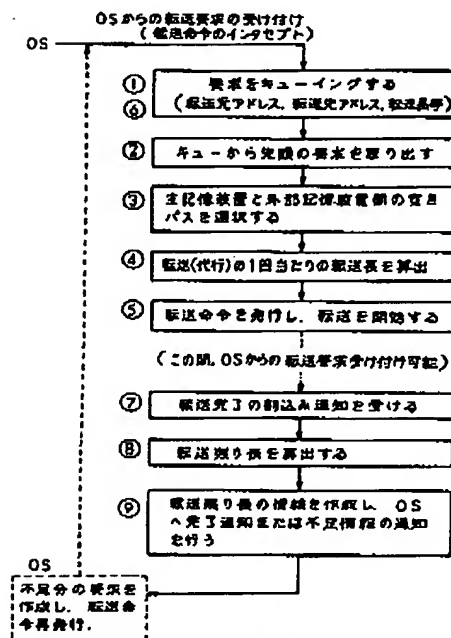 OSからの転送要求の受け付け
(転送命令のインタセプト)
OS
① 要求をキューイングする
⑥ (転送元アドレス, 転送先アドレス, 転送長等)
② キューから先頭の要求を取り出す
③ 主記憶装置と外部記憶装置側の空き
パスを選択する
④ 転送(代行)の1回当たりの転送長を算出
⑤ 転送命令を発行し、転送を開始する
(この間, OSからの転送要求受け付け可能)
⑦ 転送完了の割込み通知を受ける
⑧ 転送残り長を算出する
⑨ 転送残り長の情報を作成し、OS
へ完了通知または不足情報の通知
を行う
OS
不足分の要求を
作成し、転送命
令再発行.